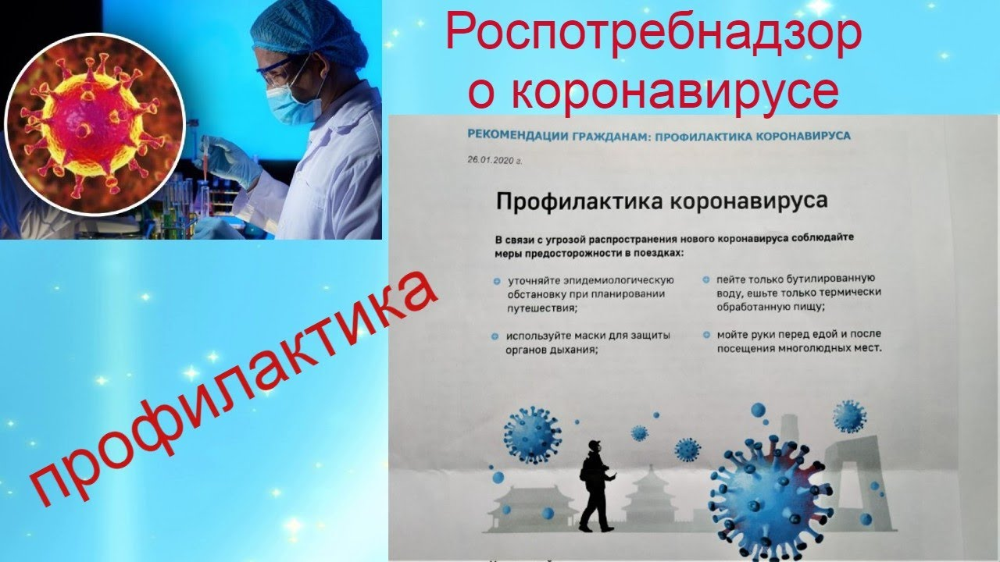 Роспотребнадзор
о коронавирусе
РЕКОМЕНДАЦИИ ГРАЖДАНАМ: ПРОФИЛАКТИКА КОРОНАВИРУСА
26.01.2020 г.
Профилактика коронавируса
В связи с угрозой распространения нового коронавируса соблюдайте
меры предосторожности в поездках:
уточняйте эпидемиологическую
обстановку при планировании
путешествия;
используйте маски для защиты
органов дыхания;
пейте только бутилированную
воду, ешьте только термически
обработанную пищу;
мойте руки перед едой и после
посещения многолюдных мест.
профилактика